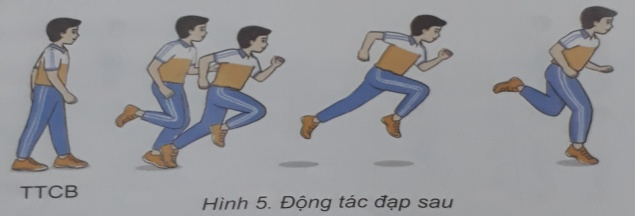 TTCB
Hình 5. Động tác đạp sau